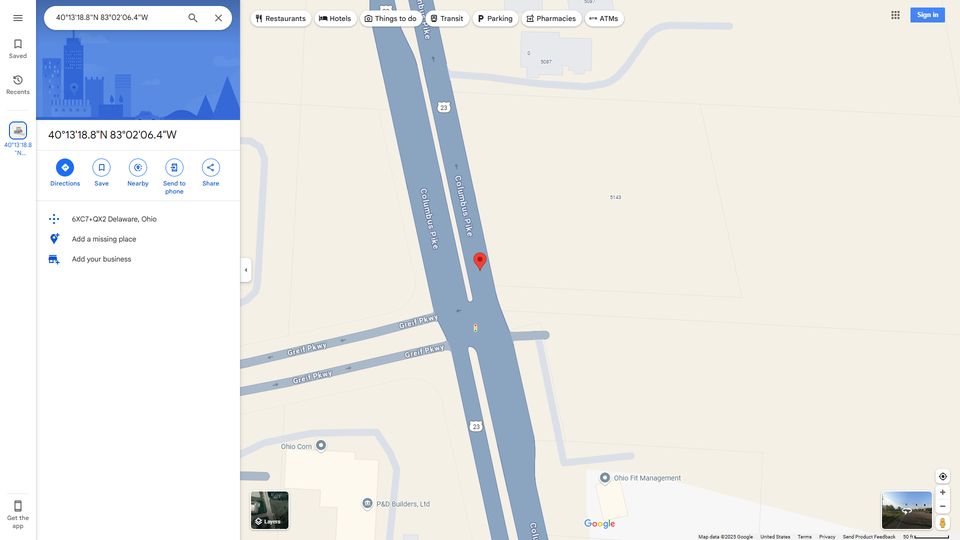 40°13'18.8"N 83°02'06.4"W
Restaurants
Hotels
Things to do
Transit
Parking
Pharmacies
ATMs
Sign in
Saved
Recents
40°13'18.8
"N...
40°13'18.8"N 83°02'06.4"W
Directions
Save
Nearby
Send to
phone
Share
6XC7+QX2 Delaware, Ohio
Add a missing place
Add your business
Get the
app
5087
0
5087
23
Columbus Pike
Columbus Pike
5143
Greif Pkwy
Greif Pkwy
Greif Pkwy
Greif Pkwy
23
Ohio Corn
P&D Builders, Ltd
Ohio Fit Management
Layers
Google
Map data ©2025 Google
United States
Terms
Privacy
Send Product Feedback
50 ft